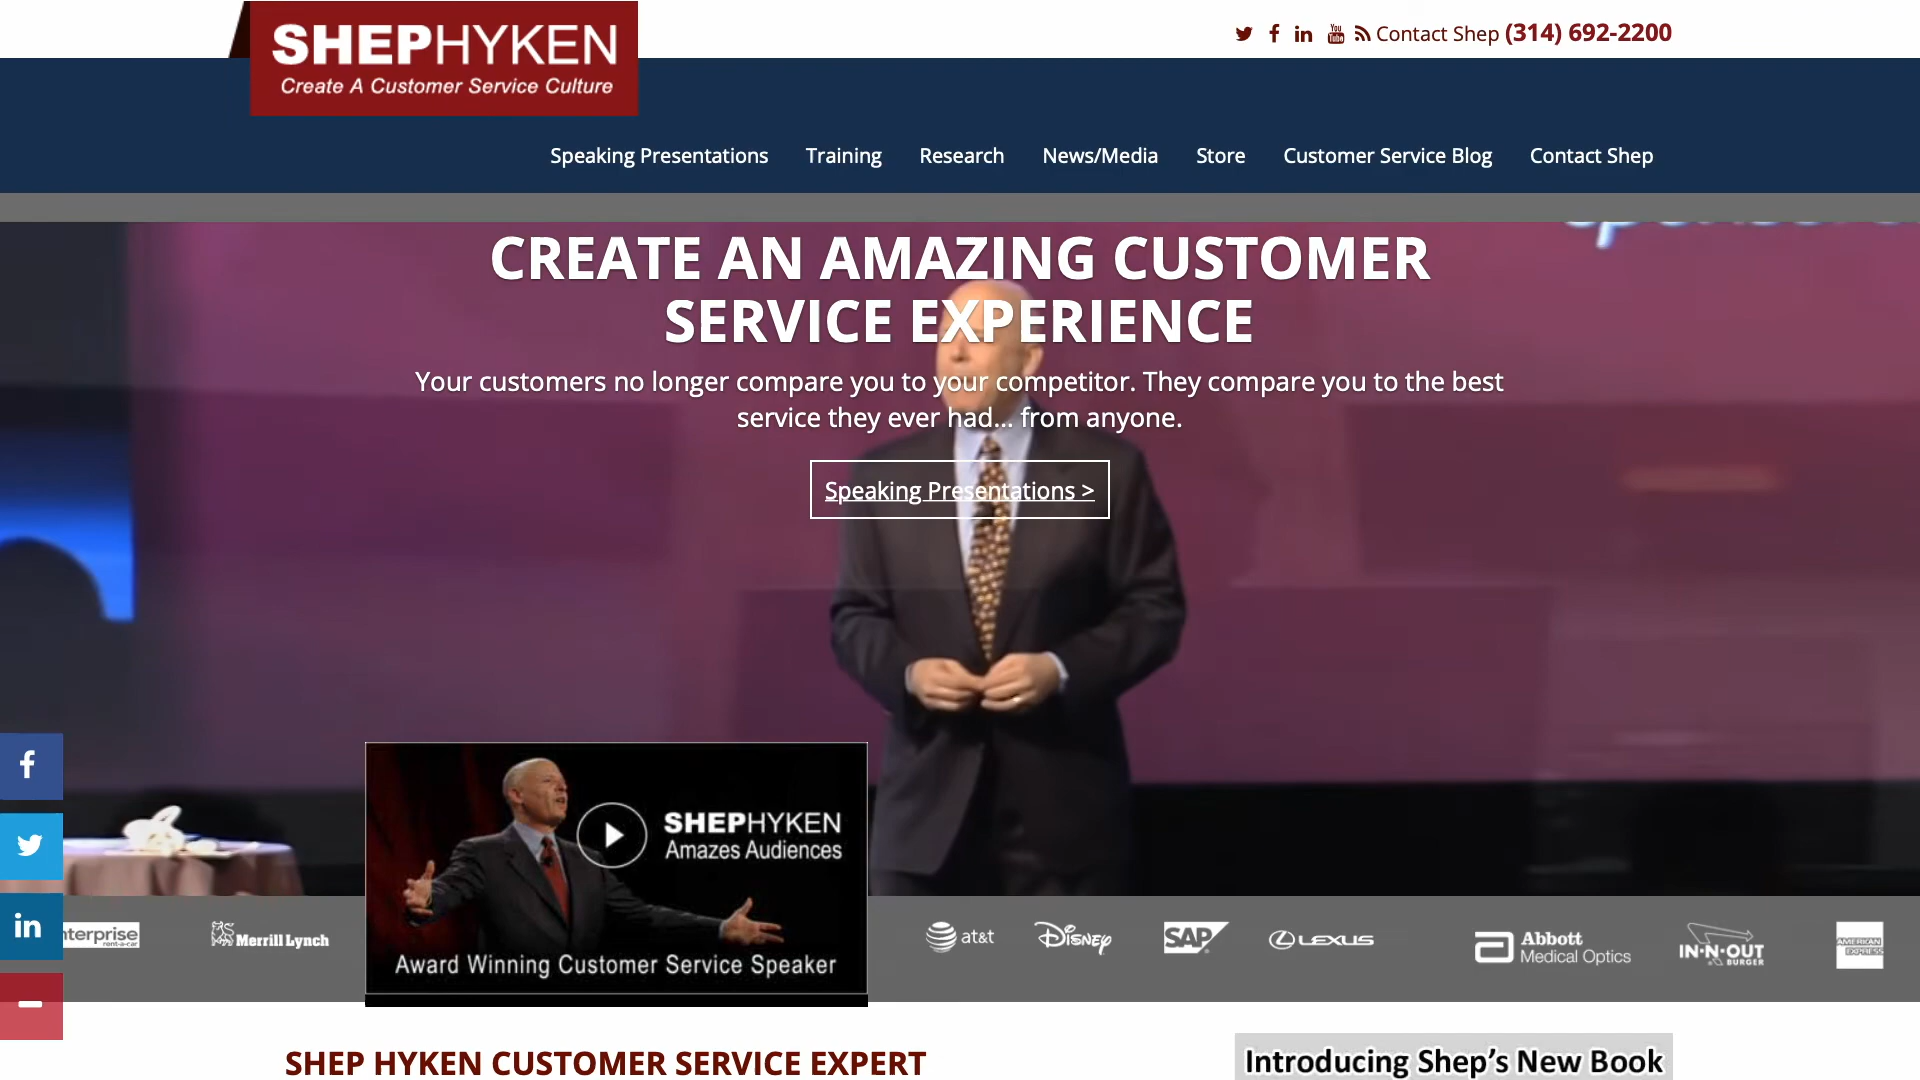 SHEPHYKEN
Create A Customer Service Culture
Contact Shep (314) 692-2200
Speaking Presentations
Training
Research
News/Media
Store
Customer Service Blog
Contact Shep
CREATE AN AMAZING CUSTOMER
SERVICE EXPERIENCE
Your customers no longer compare you to your competitor. They compare you to the best
service they ever had... from anyone.
Speaking Presentations >
SHEPHYKEN
Amazes Audiences
Award Winning Customer Service Speaker
nterprise
rent-a-car
Merrill Lynch
at&t
DISNEY
SAP
LEXUS
Abbott
Medical Optics
IN-N-OUT
BURGER
AMERICAN
EXPRESS
SHEP HYKEN CUSTOMER SERVICE EXPERT
Introducing Shep's New Book